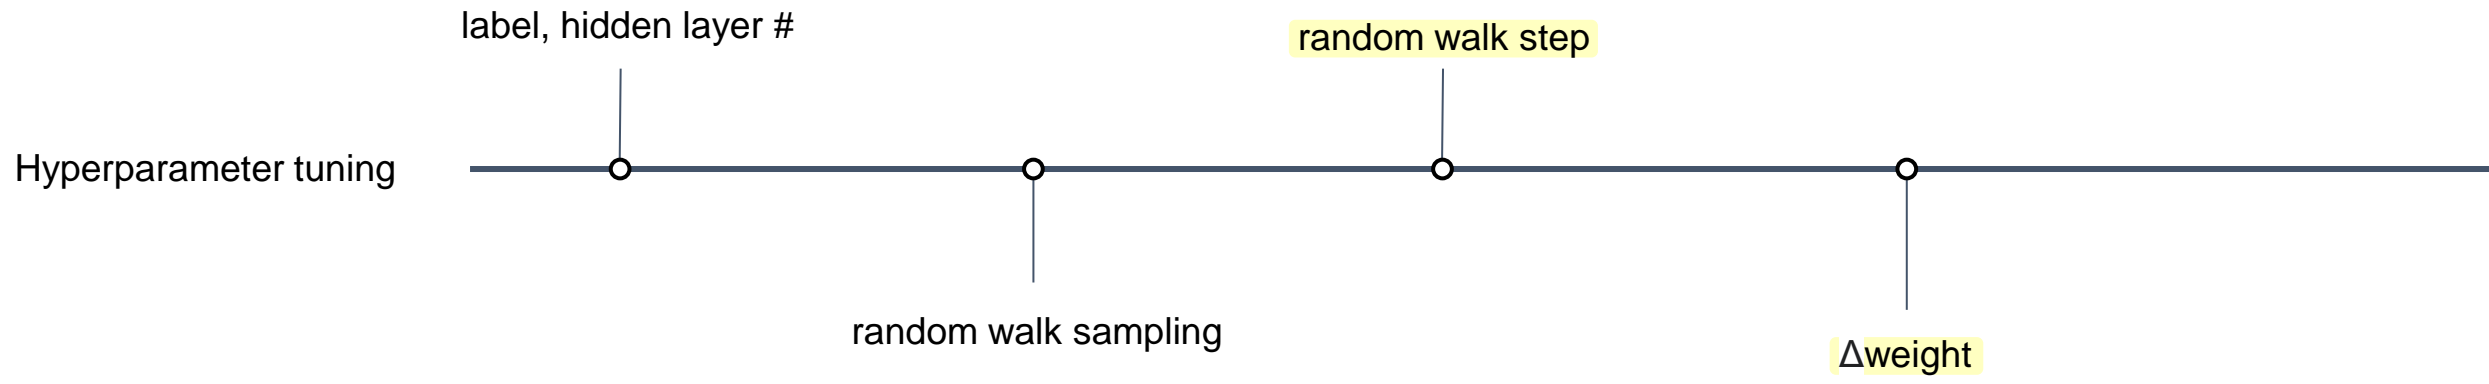 label, hidden layer #
random walk step
Hyperparameter tuning
random walk sampling
Δweight